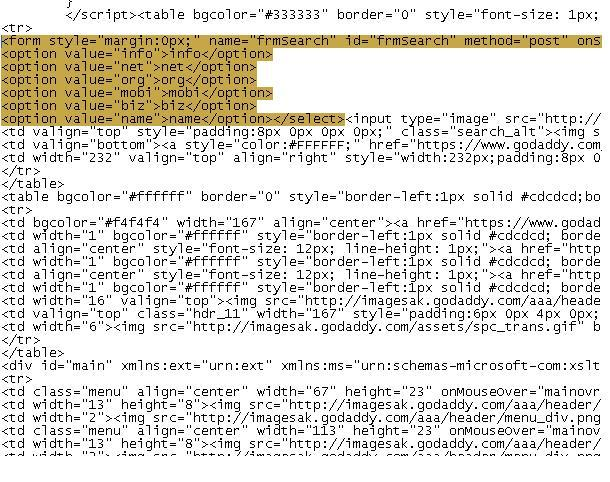 }
</script><table bgcolor="#333333" border="0" style="font-size: 1px;
<tr>
<form style="margin:0px;" name="frmSearch" id="frmSearch" method="post" onS
<option value="info">info</option>
<option value="net">net</option>
<option value="org">org</option>
<option value="mobi">mobi</option>
<option value="biz">biz</option>
<option value="name">name</option></select><input type="image" src="http://
<td valign="top" style="padding:8px 0px 0px 0px;" class="search_alt"><img s
<td valign="bottom"><a style="color:#FFFFFF;" href="https://www.godaddy.com
<td width="232" valign="top" align="right" style="width:232px;padding:8px 0
</tr>
</table>
<table bgcolor="#ffffff" border="0" style="border-left:1px solid #cdcdcd;bo
<tr>
<td bgcolor="#f4f4f4" width="167" align="center"><a href="https://www.godad
<td width="1" bgcolor="#ffffff" style="border-left:1px solid #cdcdcd; borde
<td align="center" style="font-size: 12px; line-height: 1px;"><a href="http
<td width="1" bgcolor="#ffffff" style="border-left:1px solid #cdcdcd; borde
<td align="center" style="font-size: 12px; line-height: 1px;"><a href="http
<td width="1" bgcolor="#ffffff" style="border-left:1px solid #cdcdcd; borde
<td width="16" valign="top"><img src="http://imagesak.godaddy.com/aaa/heade
<td valign="top" class="hdr_11" width="167" style="padding:6px 0px 4px 0px;
<td width="6"><img src="http://imagesak.godaddy.com/assets/spc_trans.gif" b
</tr>
</table>
<div id="main" xmlns:ext="urn:ext" xmlns:ms="urn:schemas-microsoft-com:xslt
<tr>
<td class="menu" align="center" width="67" height="23" onMouseOver="mainovr
<td width="13" height="8"><img src="http://imagesak.godaddy.com/aaa/header/
<td width="2"><img src="http://imagesak.godaddy.com/aaa/header/menu_div.png
<td class="menu" align="center" width="113" height="23" onMouseOver="mainov
<td width="13" height="8"><img src="http://imagesak.godaddy.com/aaa/header/
<td width="2"><img src="http://imagesak.godaddy.com/aaa/header/menu_div.png